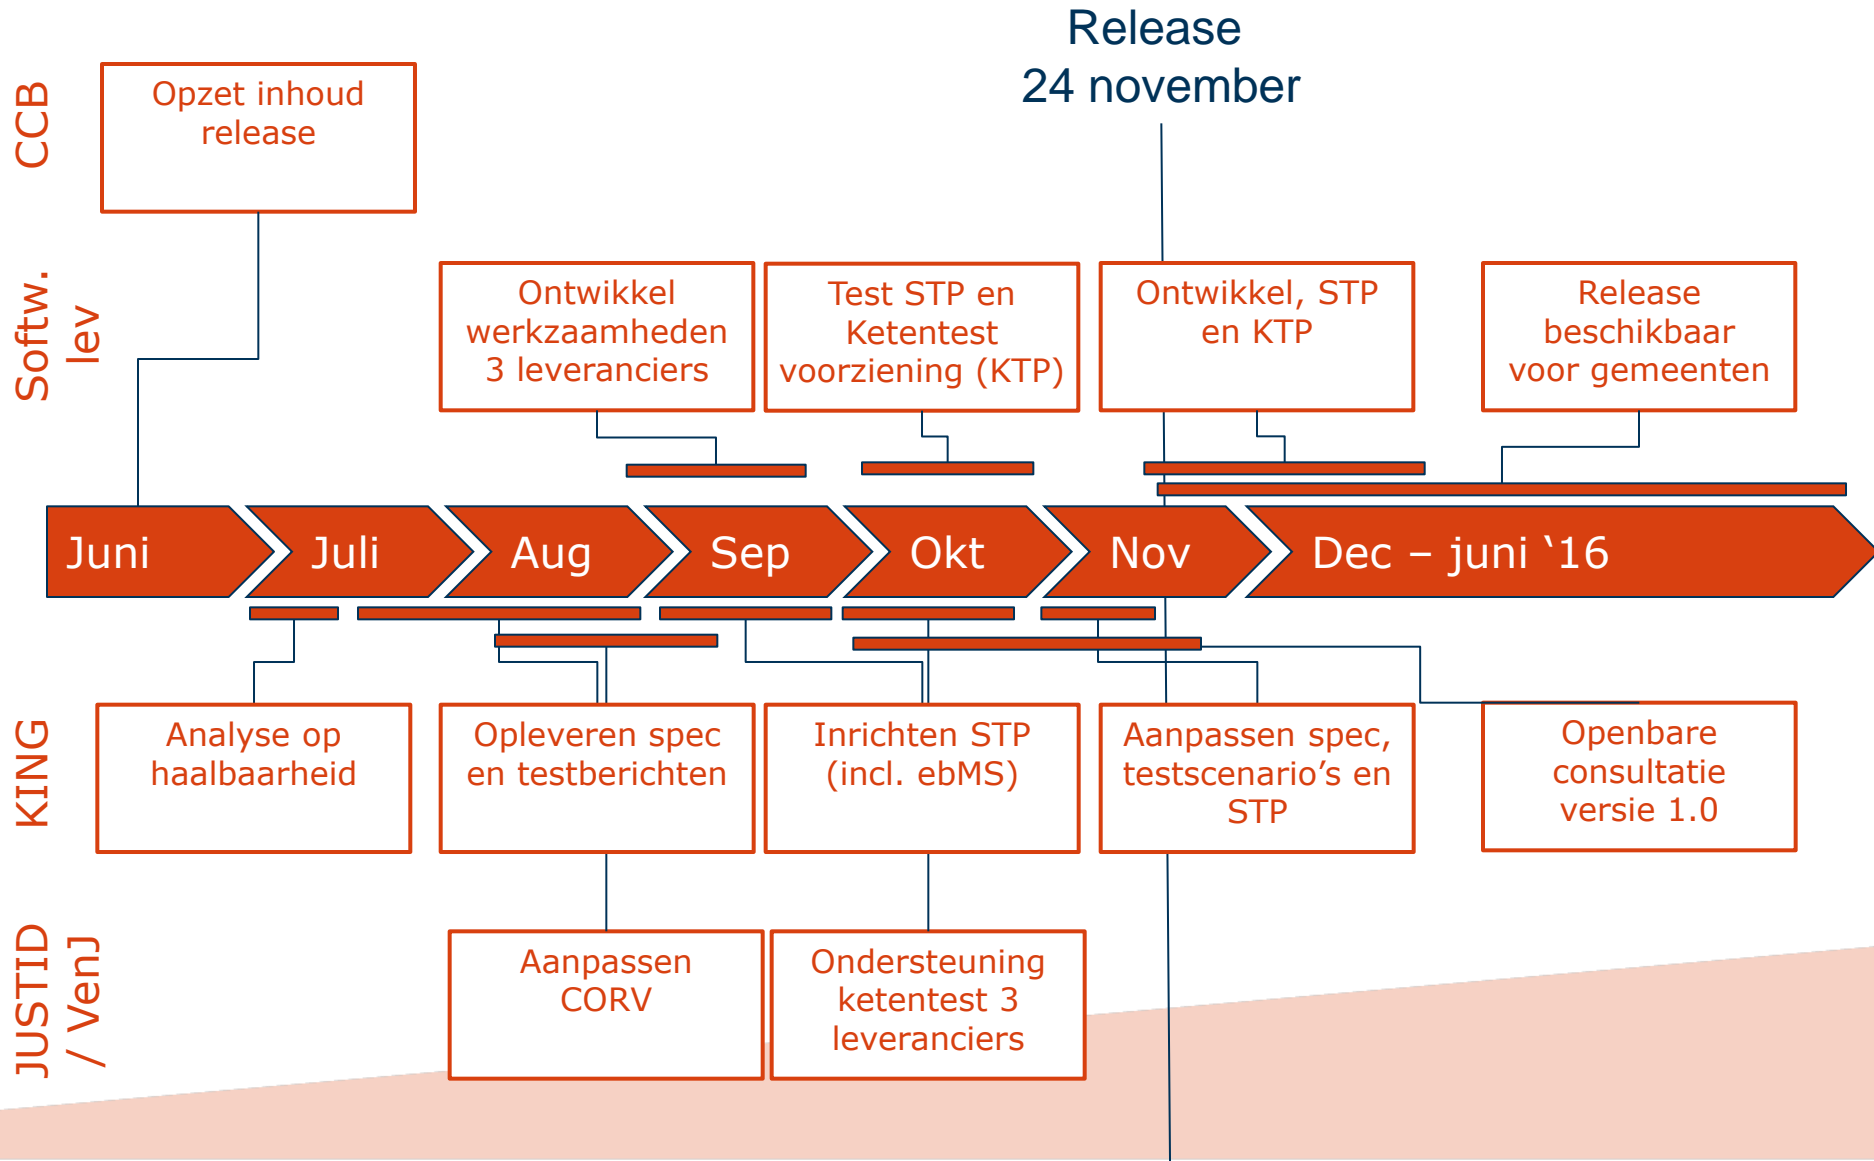 Release
24 november
CCB
Opzet inhoud
release
Softw.
lev
Ontwikkel
werkzaamheden
3 leveranciers
Test STP en
Ketentest
voorziening (KTP)
Ontwikkel, STP
en KTP
Release
beschikbaar
voor gemeenten
Juni
Juli
Aug
Sep
Okt
Nov
Dec – juni ‘16
KING
Analyse op
haalbaarheid
Opleveren spec
en testberichten
Inrichten STP
(incl. ebMS)
Aanpassen spec,
testscenario’s en
STP
Openbare
consultatie
versie 1.0
JUSTID
/ VenJ
Aanpassen
CORV
Ondersteuning
ketentest 3
leveranciers